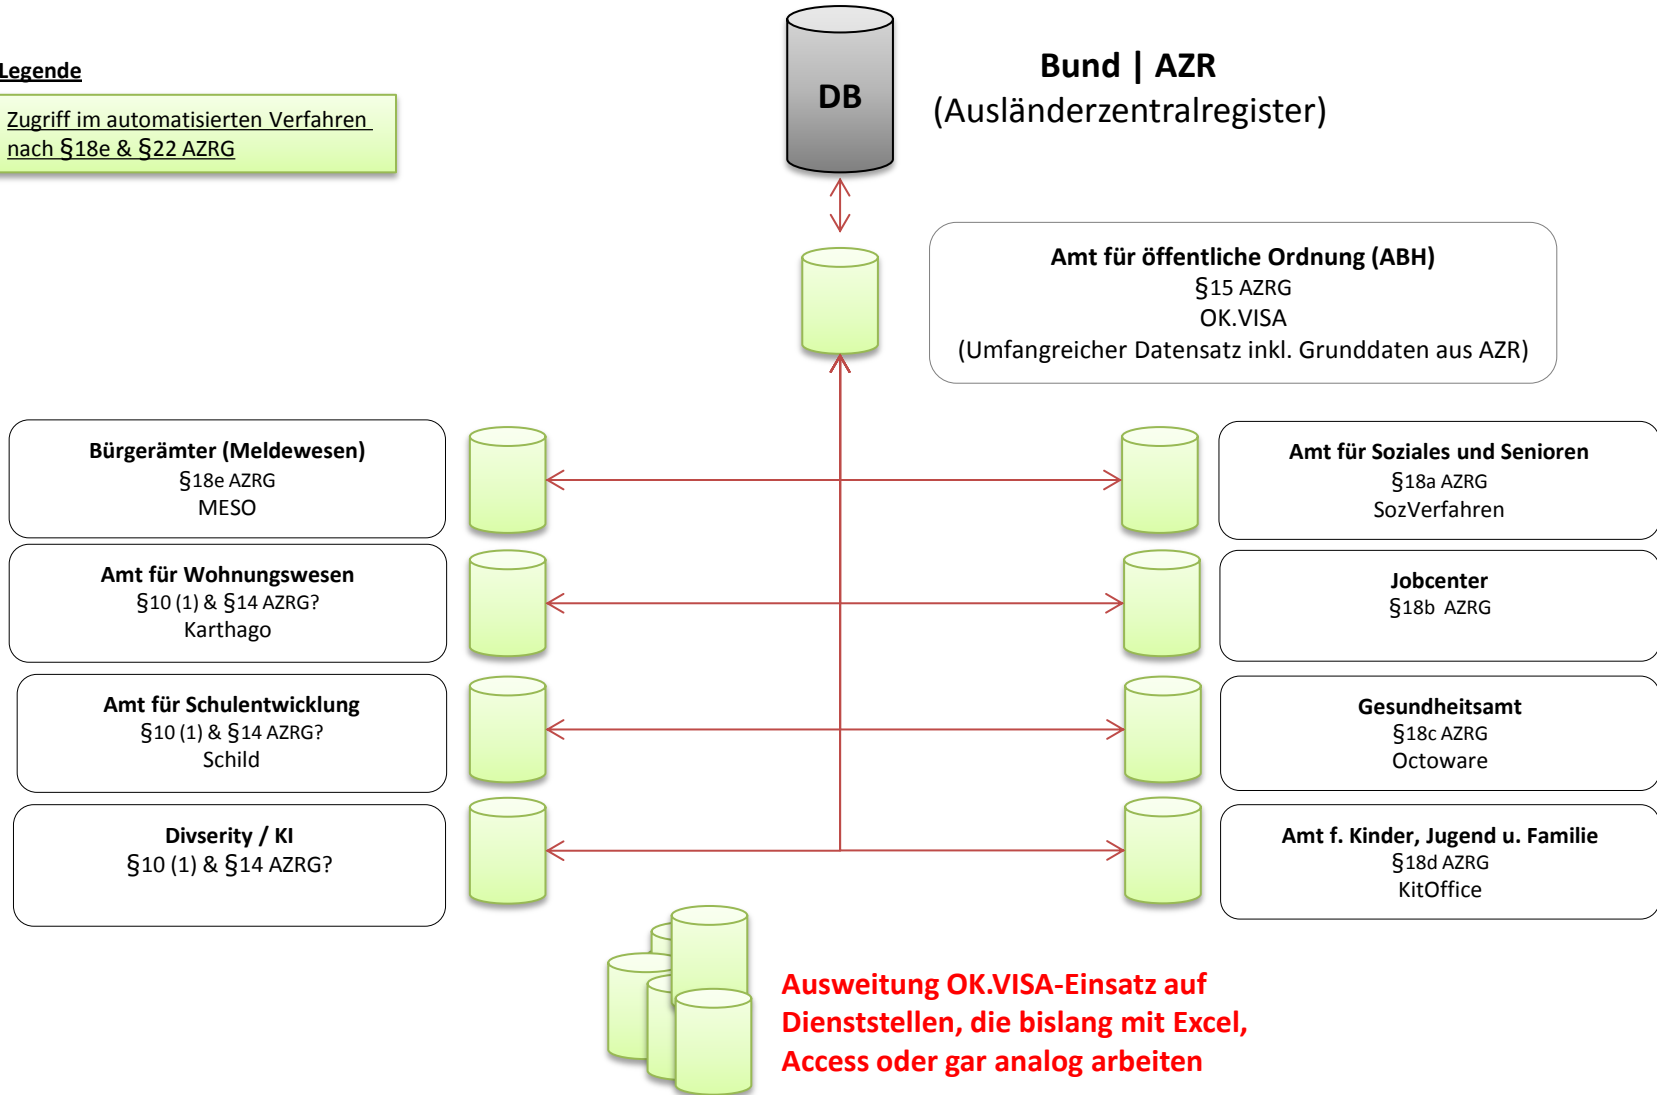 Legende
Zugriff im automatisierten Verfahren
nach §18e & §22 AZRG
DB
Bund | AZR
(Ausländerzentralregister)
Amt für öffentliche Ordnung (ABH)
§15 AZRG
OK.VISA
(Umfangreicher Datensatz inkl. Grunddaten aus AZR)
Bürgerämter (Meldewesen)
§18e AZRG
MESO
Amt für Soziales und Senioren
§18a AZRG
SozVerfahren
Amt für Wohnungswesen
§10 (1) & §14 AZRG?
Karthago
Jobcenter
§18b AZRG
Amt für Schulentwicklung
§10 (1) & §14 AZRG?
Schild
Gesundheitsamt
§18c AZRG
Octoware
Divserity / KI
§10 (1) & §14 AZRG?
Amt f. Kinder, Jugend u. Familie
§18d AZRG
KitOffice
Ausweitung OK.VISA-Einsatz auf
Dienststellen, die bislang mit Excel,
Access oder gar analog arbeiten